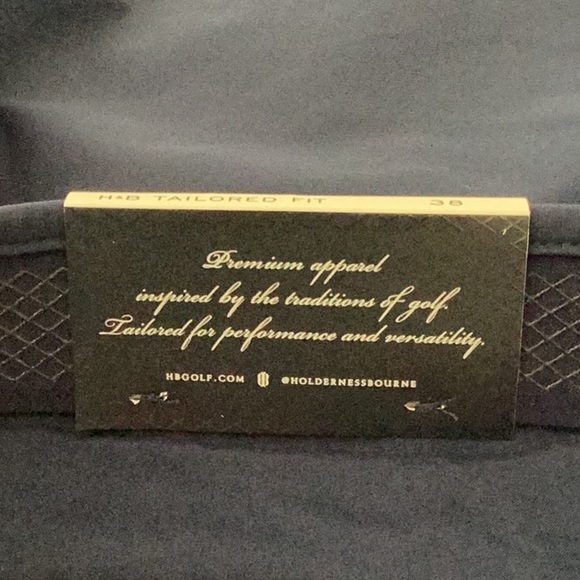 H&B TAILORED FIT 38
Premium apparel
inspired by the traditions of golf.
Tailored for performance and versatility.
HBGOLF.COM @HOLDERNESSBOURNE